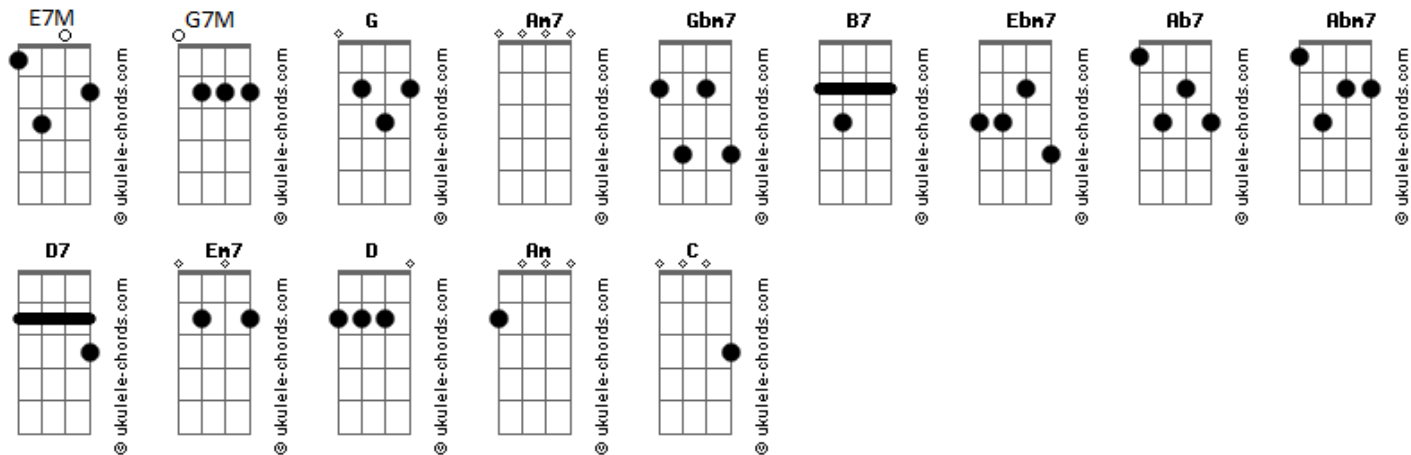 E7M G7M G Am7 Gbm7 B7 Ebm7 Ab7 Abm7
© ukulele-chords.com © ukulele-chords.com © ukulele-chords.com © ukulele-chords.com © ukulele-chords.com © ukulele-chords.com © ukulele-chords.com © ukulele-chords.com © ukulele-chords.com
D7 Em7 D Am C
© ukulele-chords.com © ukulele-chords.com © ukulele-chords.com © ukulele-chords.com © ukulele-chords.com